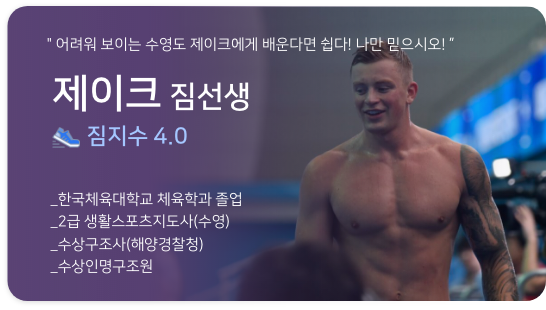 " 어려워 보이는 수영도 제이크에게 배운다면 쉽다! 나만 믿으시오! "
제이크 짐선생
짐지수 4.0
_한국체육대학교 체육학과 졸업
_2급 생활스포츠지도사(수영)
_수상구조사(해양경찰청)
_수상인명구조원